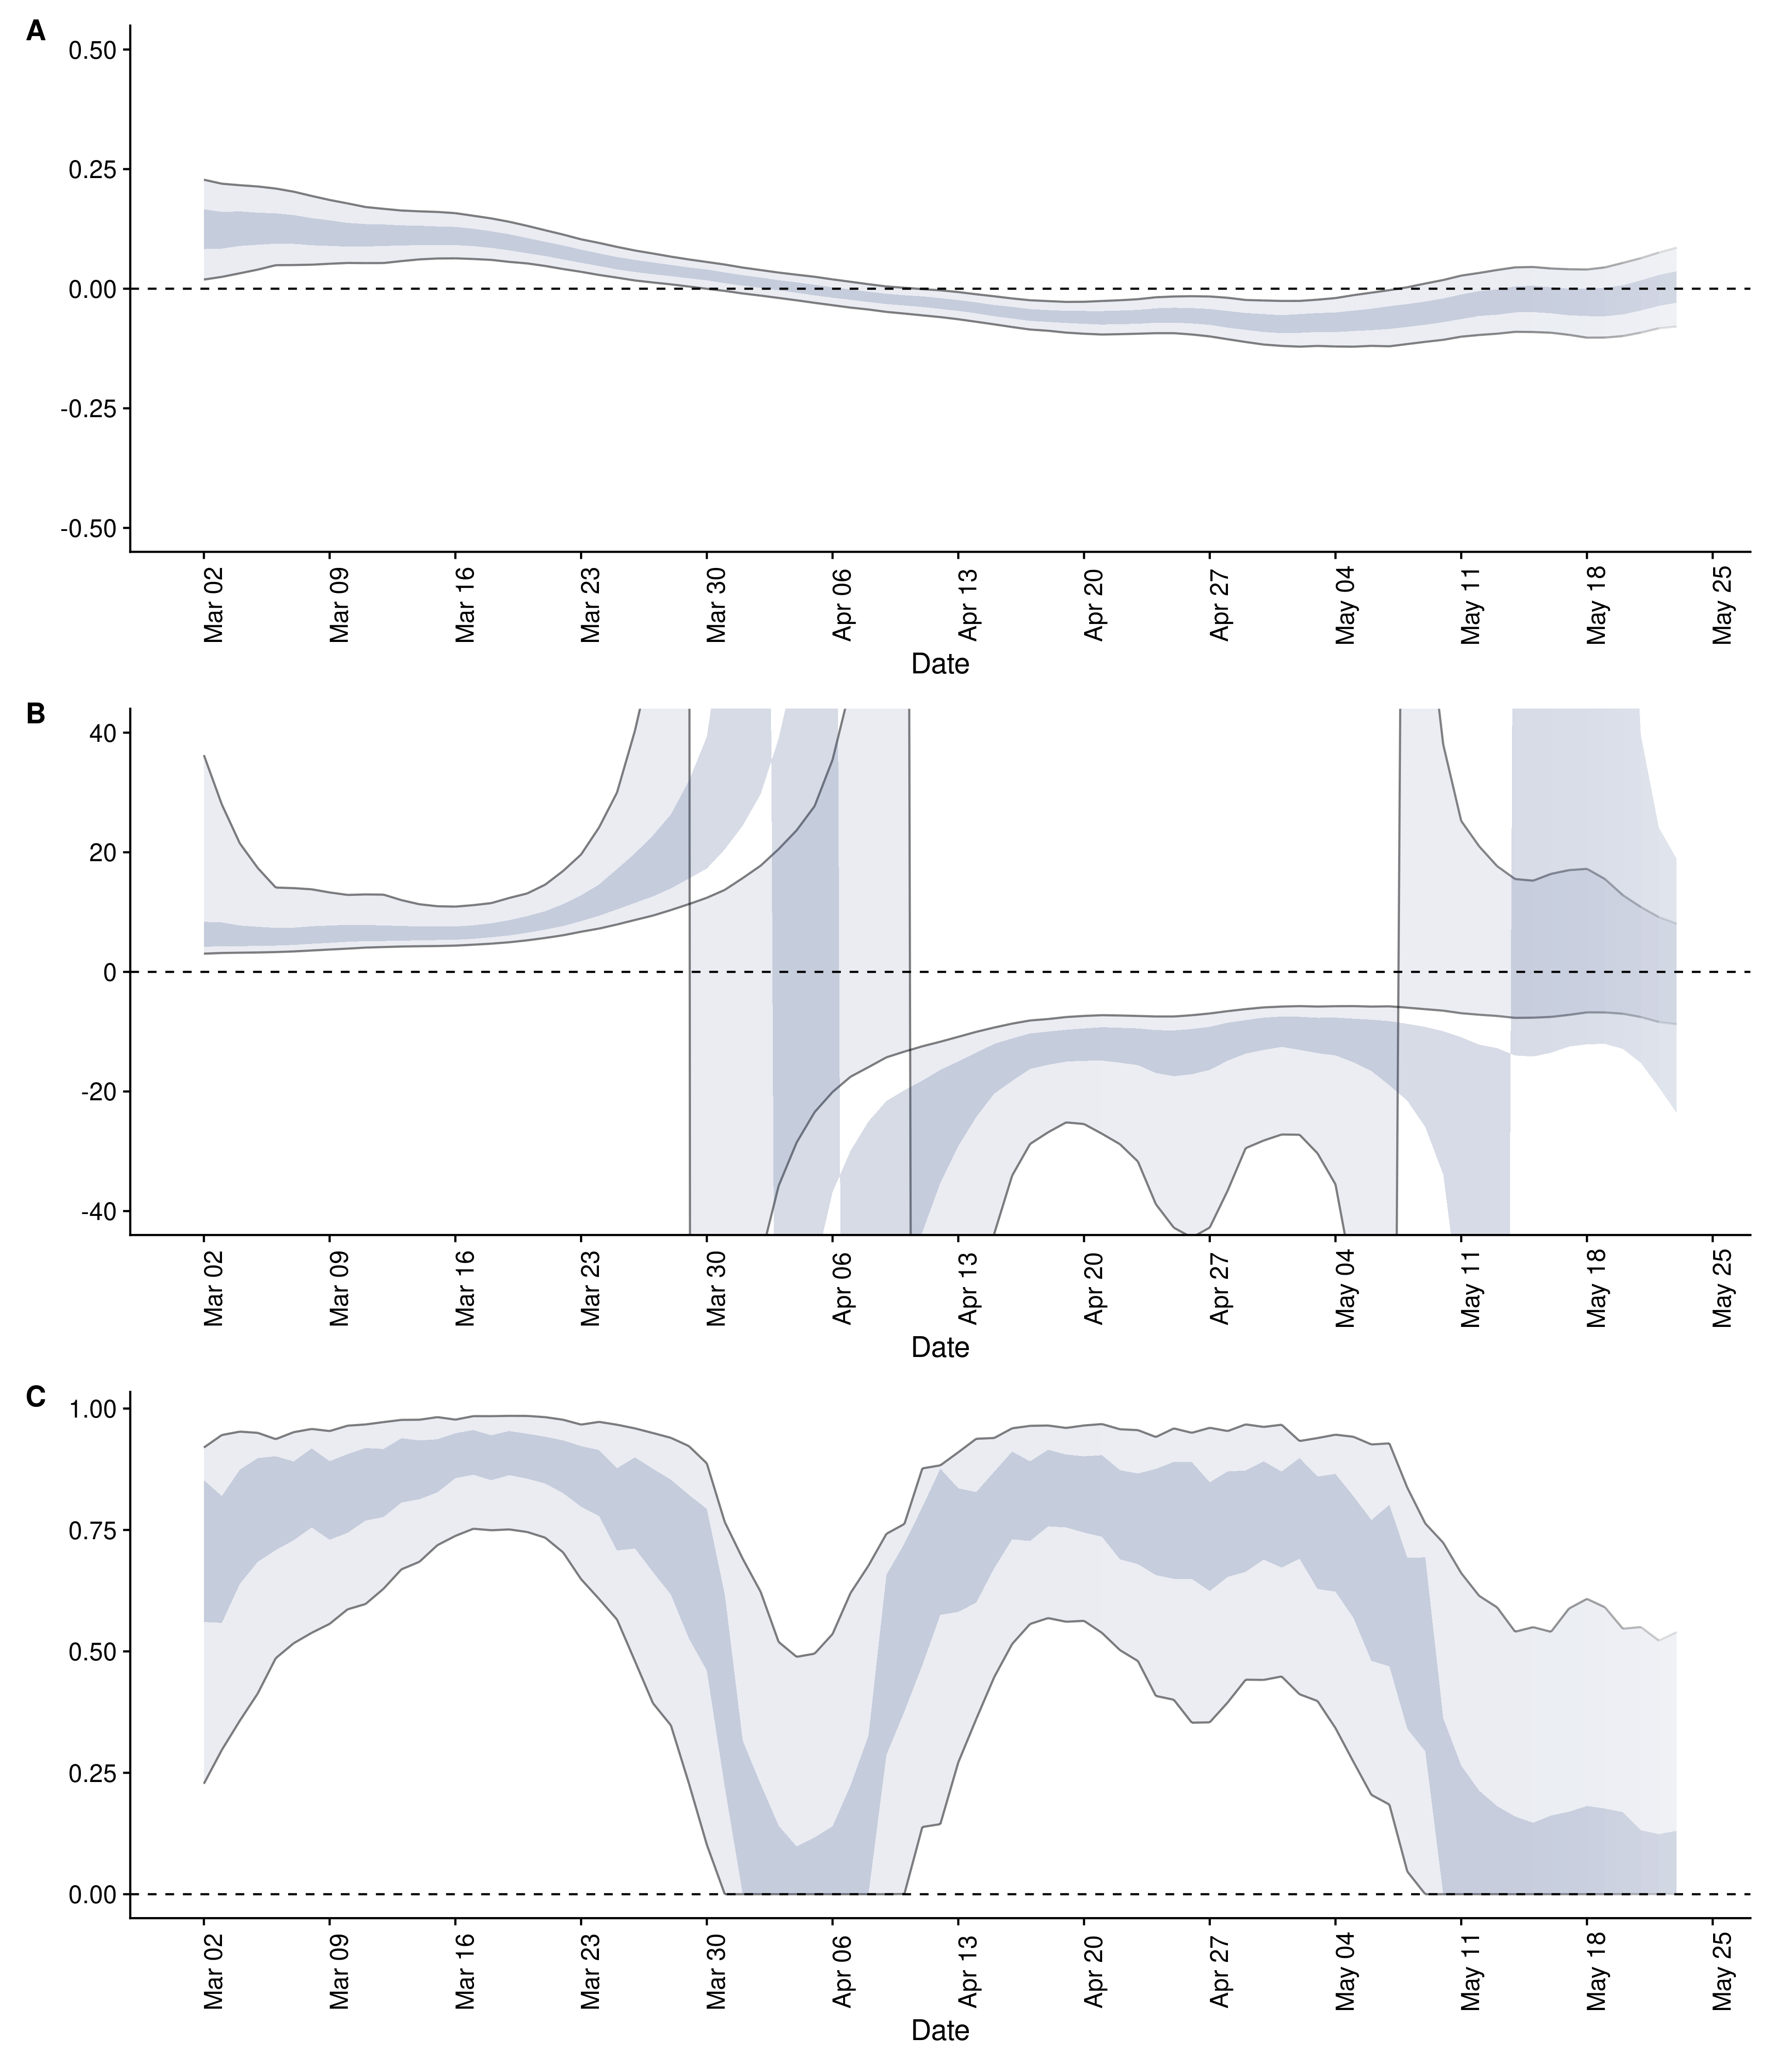 A
0.50
0.25
0.00
-0.25
-0.50
Mar 02
Mar 09
Mar 16
Mar 23
Mar 30
Apr 06
Apr 13
Apr 20
Apr 27
May 04
May 11
May 18
May 25
Date
B
40
20
0
-20
-40
Mar 02
Mar 09
Mar 16
Mar 23
Mar 30
Apr 06
Apr 13
Apr 20
Apr 27
May 04
May 11
May 18
May 25
Date
C
1.00
0.75
0.50
0.25
0.00
Mar 02
Mar 09
Mar 16
Mar 23
Mar 30
Apr 06
Apr 13
Apr 20
Apr 27
May 04
May 11
May 18
May 25
Date